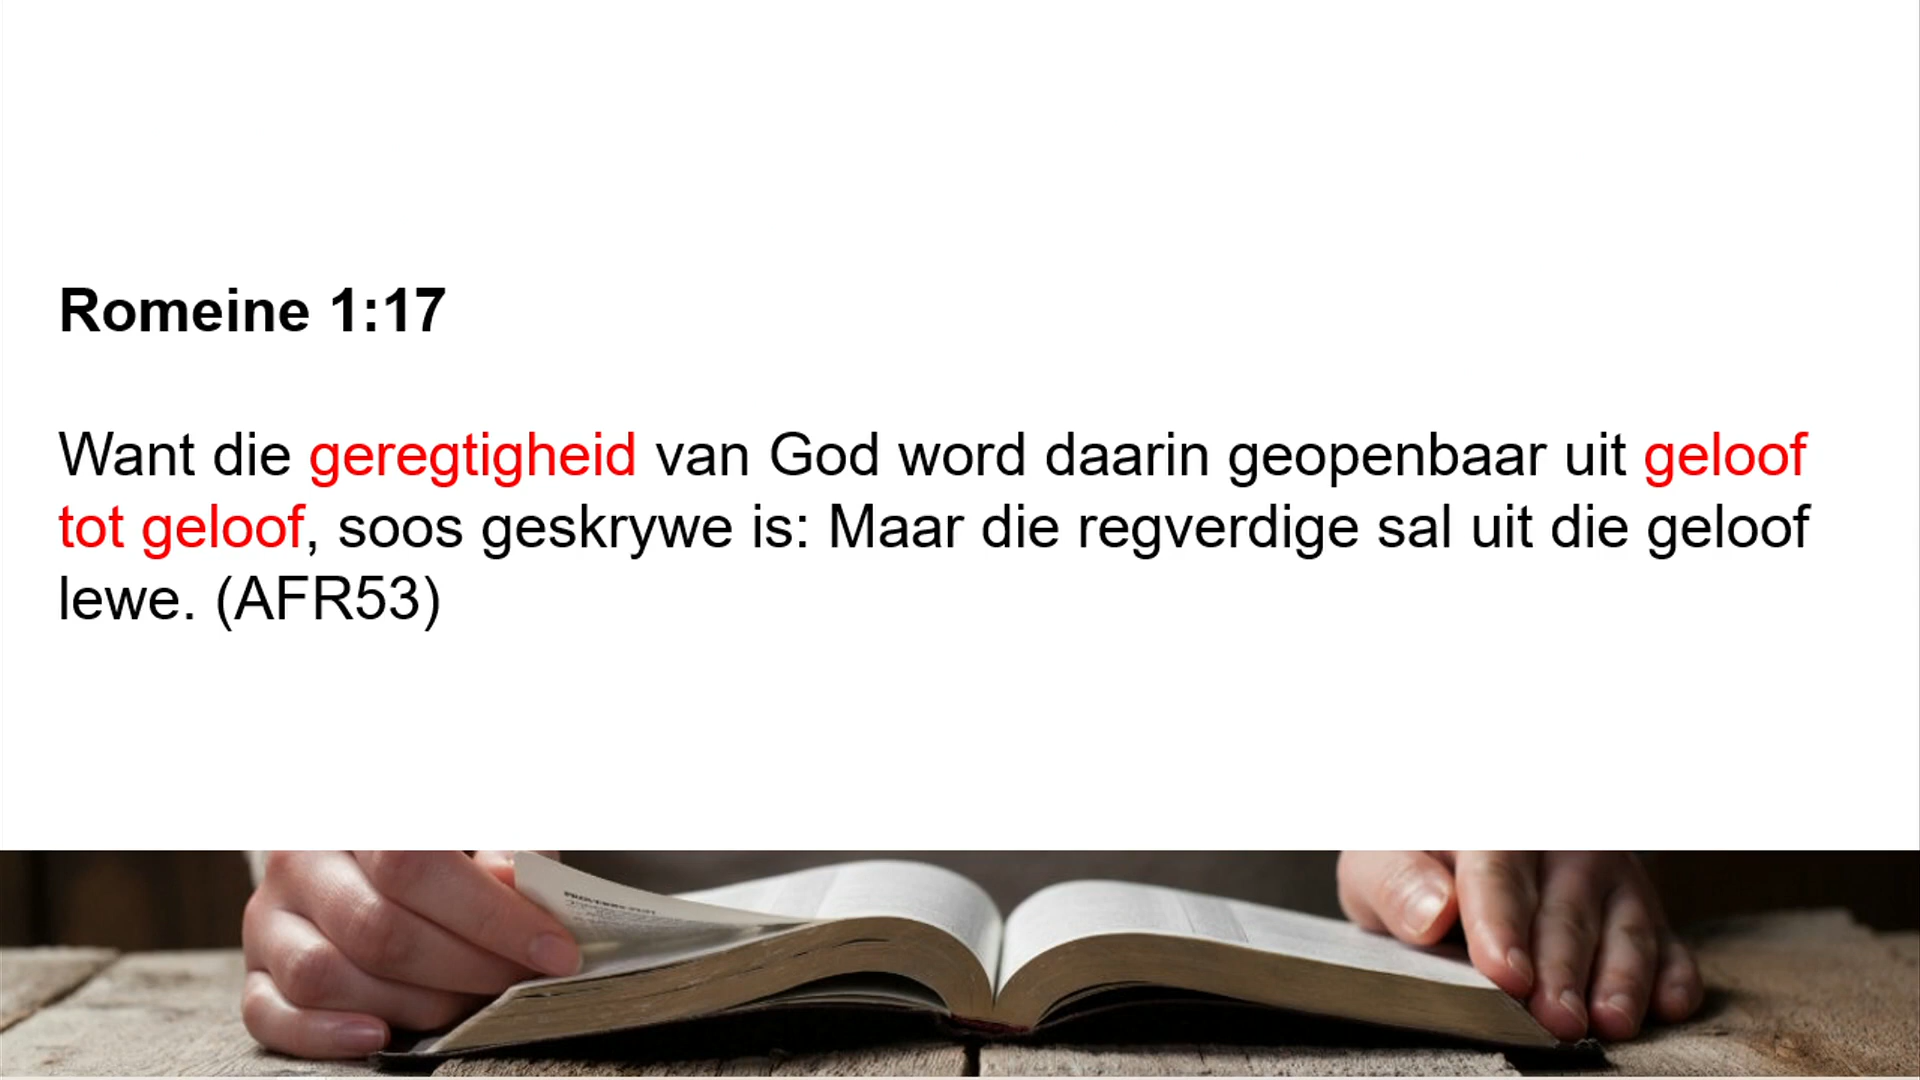 Romeine 1:17
Want die geregtigheid van God word daarin geopenbaar uit geloof
tot geloof, soos geskrywe is: Maar die regverdige sal uit die geloof
lewe. (AFR53)